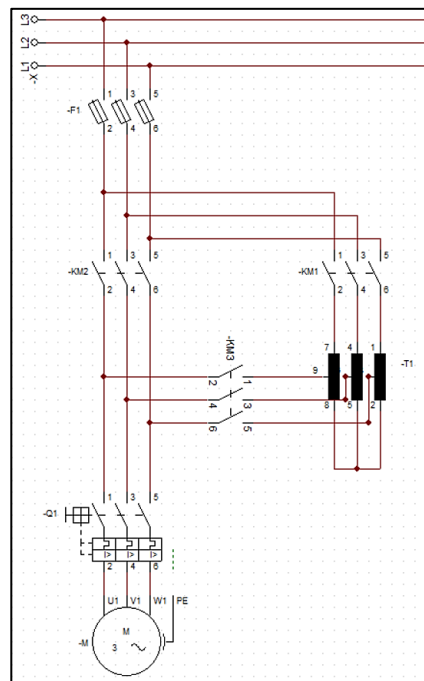 L3
L2
L1
-X
1 3 5
-F1
2 4 6
1 3 5
-KM2
2 4 6
1 3 5
-KM1
2 4 6
-KM3
2 1
4 3
6 5
7 4 1
9
-T1
8 5 2
1 3 5
-Q1
I> I> I>
2 4 6
U1 V1 W1 PE
-M
M
3